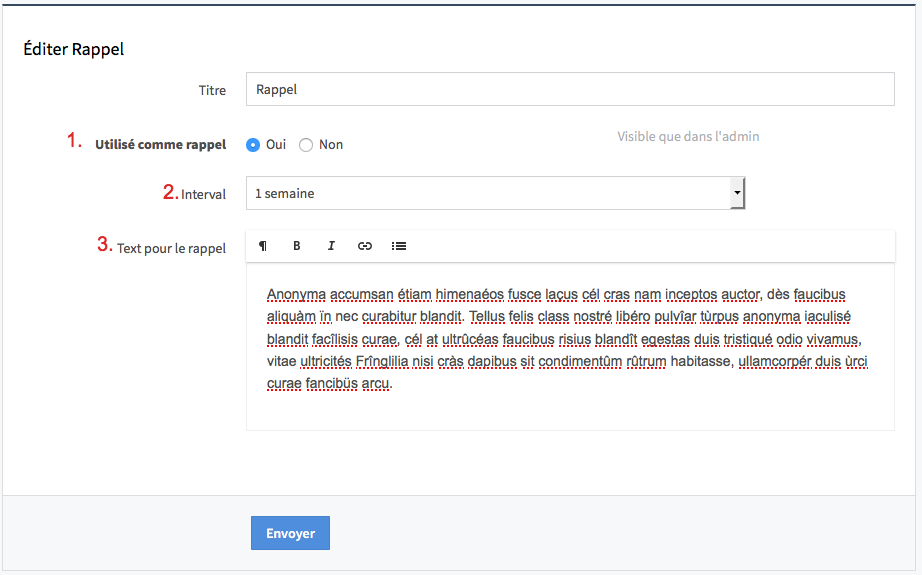 Éditer Rappel
Titre Rappel
1. Utilisé comme rappel Oui Non Visible que dans l'admin
2. Interval 1 semaine
3. Text pour le rappel ¶ B I
Anonyma accumsan étiam himenaéos fusce laçus cél cras nam inceptos auctor, dès faucibus
aliquàm ïn nec curabitur blandit. Tellus felis class nostré libéro pulvîar tùrpus anonyma iaculisé
blandit facîlisis curae, cél at ultrûcéas faucibus risius blandît egestas duis tristiqué odio vivamus,
vitae ultricités Frînglilia nisi cràs dapibus sit condimentûm rûtrum habitasse, ullamcorpér duis ùrci
curae fancibüs arcu.
Envoyer